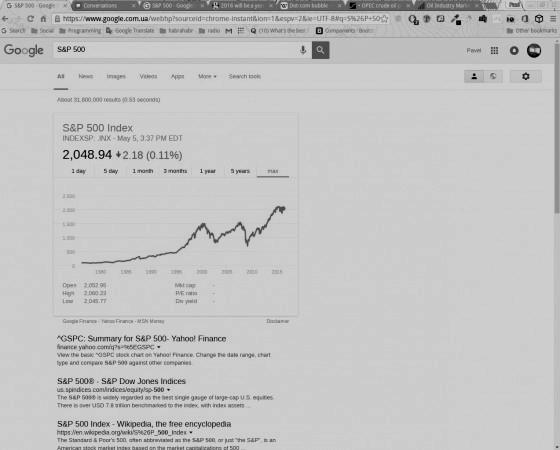 S&P 500
Conversations
2016 will be a yea
Dot-com bubble
OPEC crude oil p
Oil Industry Mark
Pavel
https://www.google.com.ua/webhp?sourceid=chrome-instant&ion=1&espv=2&ie=UTF-8#q=S%26P+500
Search
Social
Programming
Google Translate
habrahabr
radio
IM
(10) What's the best
Components · Boots
Other bookmarks
Google
S&P 500
Pavel
All News Images Videos Apps More Search tools
About 31,800,000 results (0.53 seconds)
S&P 500 Index
INDEXSP: .INX - May 5, 3:37 PM EDT
2,048.94 2.18 (0.11%)
1 day 5 day 1 month 3 months 1 year 5 years max
2 500
2 000
1 500
1 000
500
0
1980 1985 1990 1995 2000 2005 2010 2015
Open 2,052.95 Mkt cap -
High 2,060.23 P/E ratio -
Low 2,045.77 Div yield -
Google Finance - Yahoo Finance - MSN Money Disclaimer
^GSPC: Summary for S&P 500- Yahoo! Finance
finance.yahoo.com/q?s=%5EGSPC
View the basic ^GSPC stock chart on Yahoo! Finance. Change the date range, chart
type and compare S&P 500 against other companies.
S&P 500® - S&P Dow Jones Indices
us.spindices.com/indices/equity/sp-500
The S&P 500® is widely regarded as the best single gauge of large-cap U.S. equities.
There is over USD 7.8 trillion benchmarked to the index, with index assets ...
S&P 500 Index - Wikipedia, the free encyclopedia
https://en.wikipedia.org/wiki/S%26P_500_Index
The Standard & Poor's 500, often abbreviated as the S&P 500, or just "the S&P", is an
American stock market index based on the market capitalizations of 500 ...